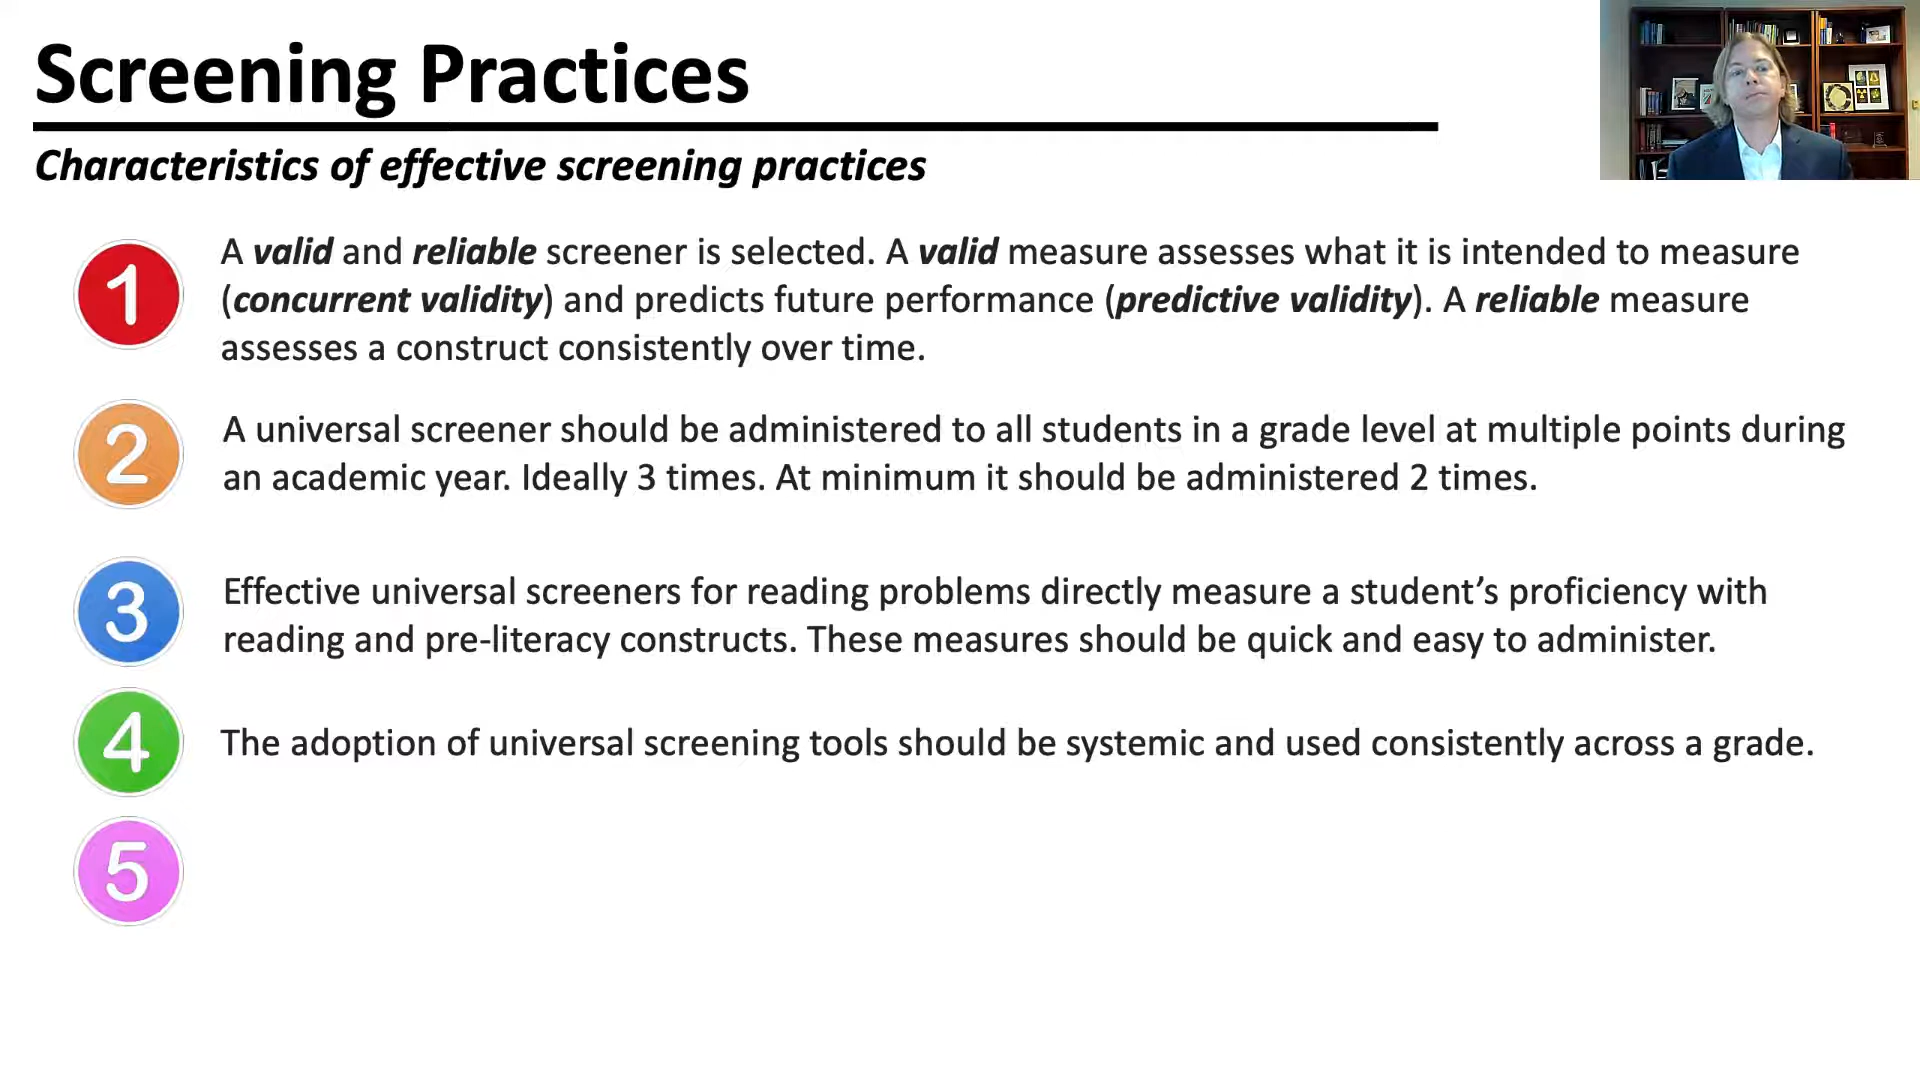 Screening Practices
Characteristics of effective screening practices
1
A valid and reliable screener is selected. A valid measure assesses what it is intended to measure
(concurrent validity) and predicts future performance (predictive validity). A reliable measure
assesses a construct consistently over time.
2
A universal screener should be administered to all students in a grade level at multiple points during
an academic year. Ideally 3 times. At minimum it should be administered 2 times.
3
Effective universal screeners for reading problems directly measure a student’s proficiency with
reading and pre-literacy constructs. These measures should be quick and easy to administer.
4
The adoption of universal screening tools should be systemic and used consistently across a grade.
5